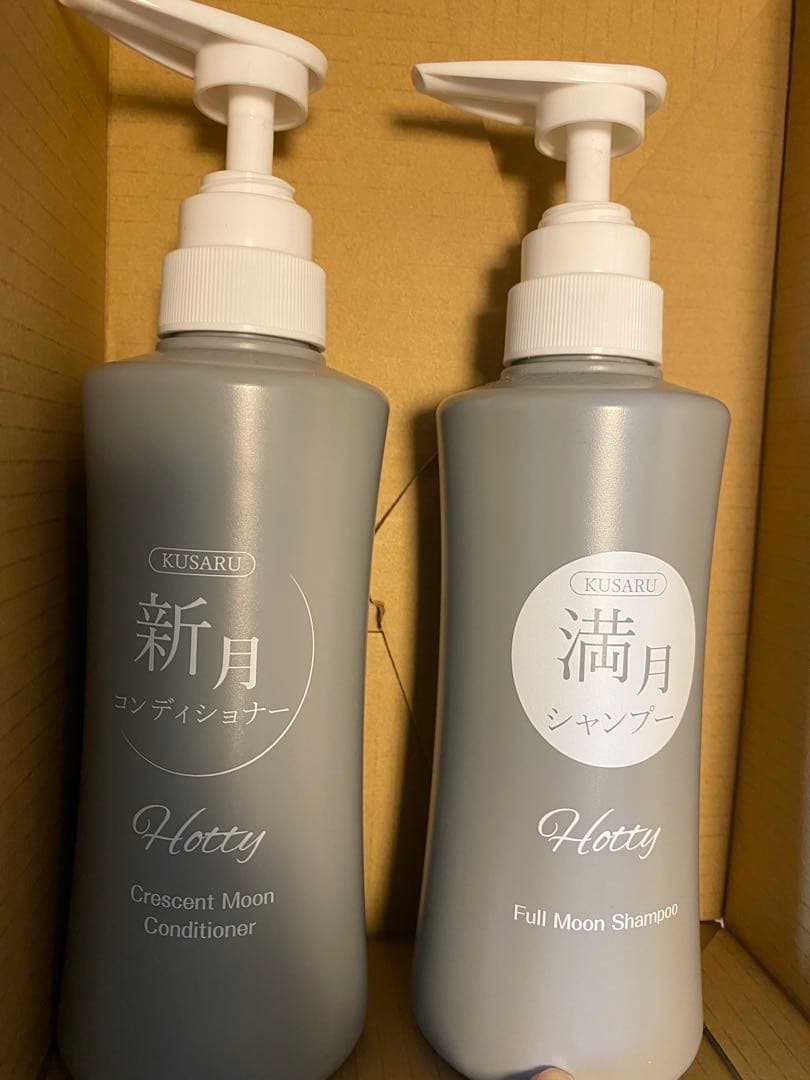 KUSARU
新月
コンディショナー
Hotty
Crescent Moon
Conditioner
KUSARU
満月
シャンプー
Hotty
Full Moon Shampoo